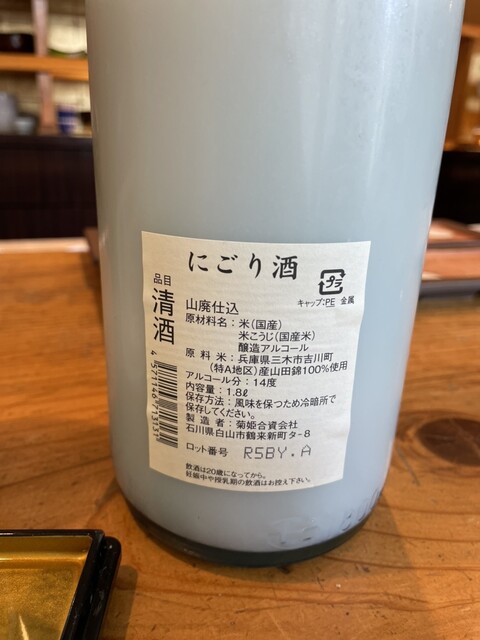 にごり酒
プラ
キャップ:PE 金属
品目
清酒
山廃仕込
原材料名：米(国産)
米こうじ(国産米)
醸造アルコール
原料米：兵庫県三木市吉川町
(特A地区)産山田錦100%使用
アルコール分：14度
内容量：1.8ℓ
保存方法：風味を保つため冷暗所で
保存してください。
製造者：菊姫合資会社
石川県白山市鶴来新町タ-8
ロット番号 R5BY.A
飲酒は20歳になってから。
妊娠中や授乳期の飲酒はお控え下さい。